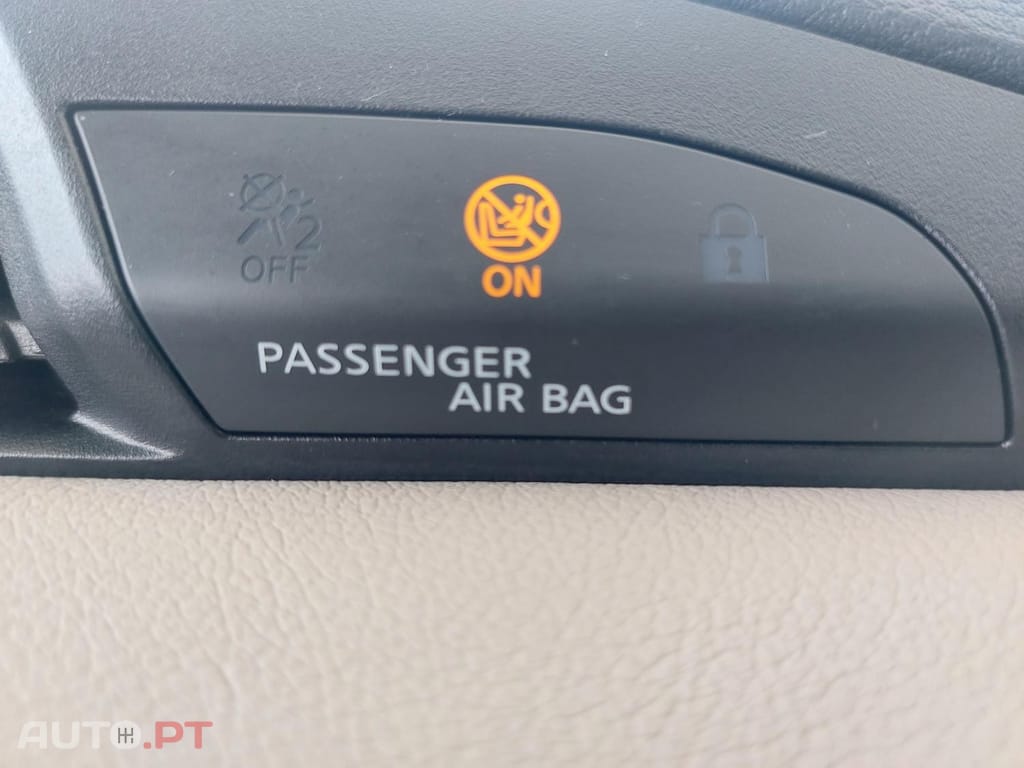 2
OFF
ON
PASSENGER
AIR BAG
AUTO.PT